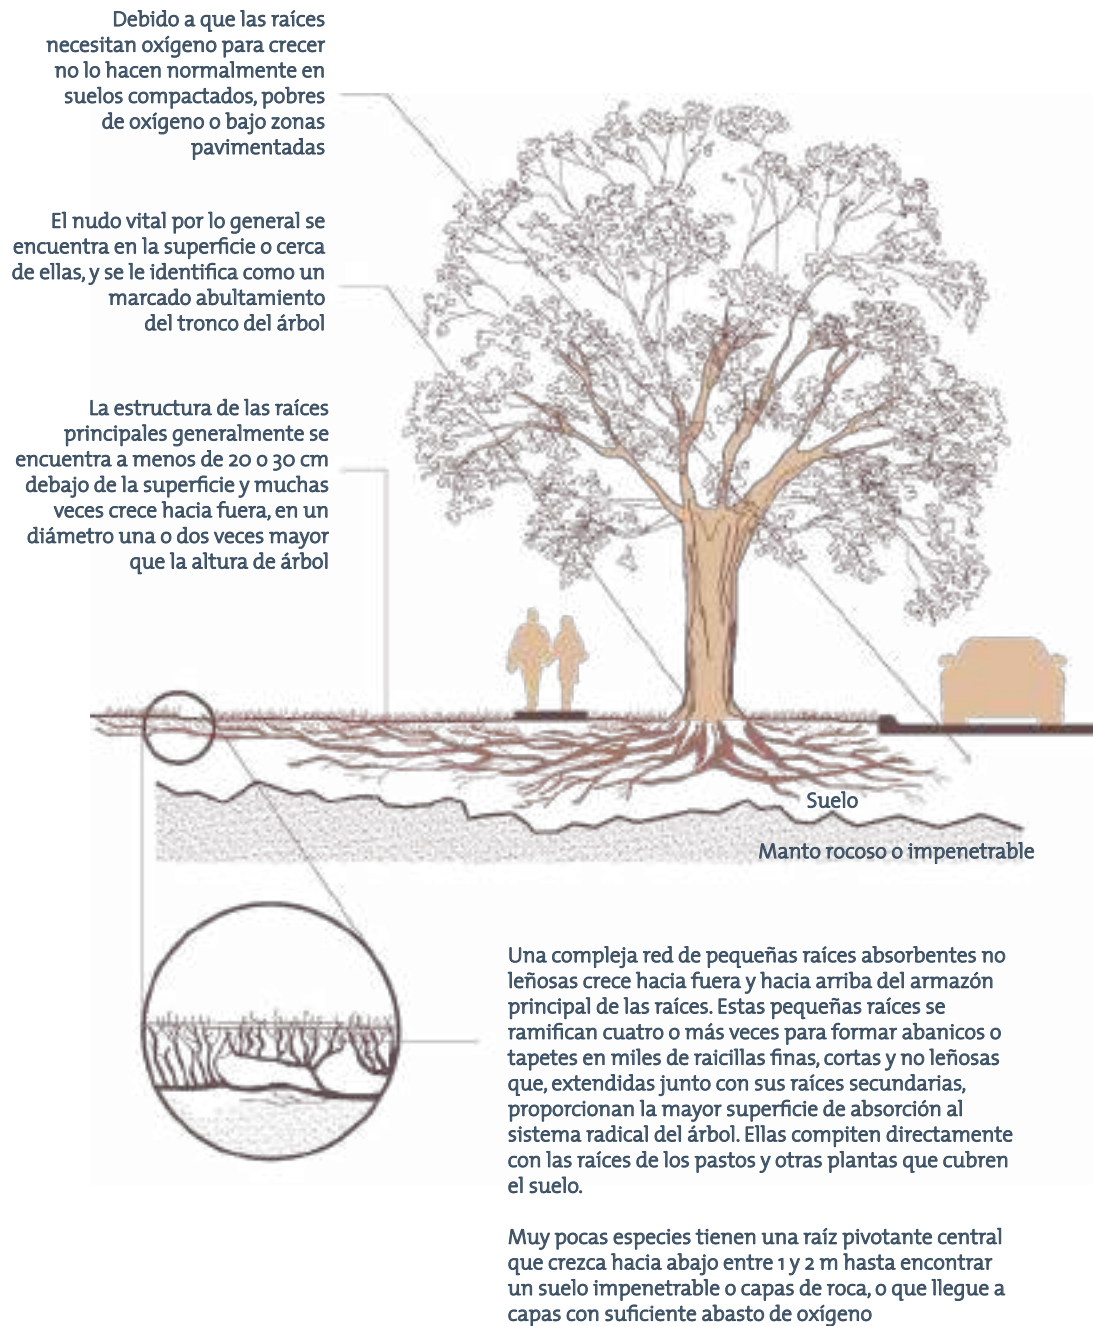 Debido a que las raíces
necesitan oxígeno para crecer
no lo hacen normalmente en
suelos compactados, pobres
de oxígeno o bajo zonas
pavimentadas
El nudo vital por lo general se
encuentra en la superficie o cerca
de ellas, y se le identifica como un
marcado abultamiento
del tronco del árbol
La estructura de las raíces
principales generalmente se
encuentra a menos de 20 o 30 cm
debajo de la superficie y muchas
veces crece hacia fuera, en un
diámetro una o dos veces mayor
que la altura de árbol
Suelo
Manto rocoso o impenetrable
Una compleja red de pequeñas raíces absorbentes no
leñosas crece hacia fuera y hacia arriba del armazón
principal de las raíces. Estas pequeñas raíces se
ramifican cuatro o más veces para formar abanicos o
tapetes en miles de raicillas finas, cortas y no leñosas
que, extendidas junto con sus raíces secundarias,
proporcionan la mayor superficie de absorción al
sistema radical del árbol. Ellas compiten directamente
con las raíces de los pastos y otras plantas que cubren
el suelo.
Muy pocas especies tienen una raíz pivotante central
que crezca hacia abajo entre 1 y 2 m hasta encontrar
un suelo impenetrable o capas de roca, o que llegue a
capas con suficiente abasto de oxígeno